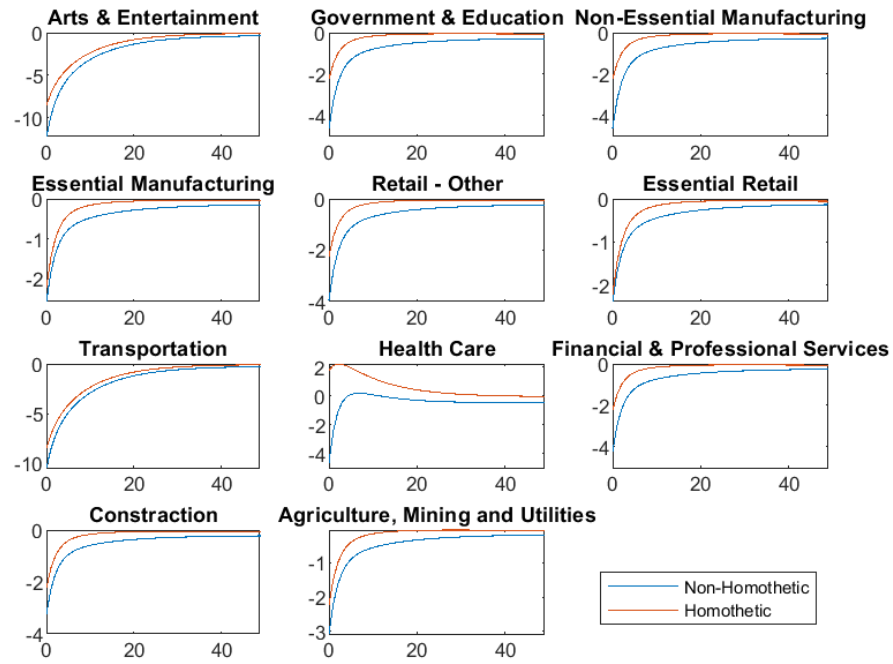 Arts & Entertainment
Government & Education
Non-Essential Manufacturing
0
-5
-10
0 20 40
0
-2
-4
0 20 40
0
-2
-4
0 20 40
Essential Manufacturing
Retail - Other
Essential Retail
0
-1
-2
0 20 40
0
-2
-4
0 20 40
0
-1
-2
0 20 40
Transportation
Health Care
Financial & Professional Services
0
-5
-10
0 20 40
2
0
-2
-4
0 20 40
0
-2
-4
0 20 40
Constraction
Agriculture, Mining and Utilities
0
-2
-4
0 20 40
-1
-2
-3
0 20 40
Non-Homothetic
Homothetic